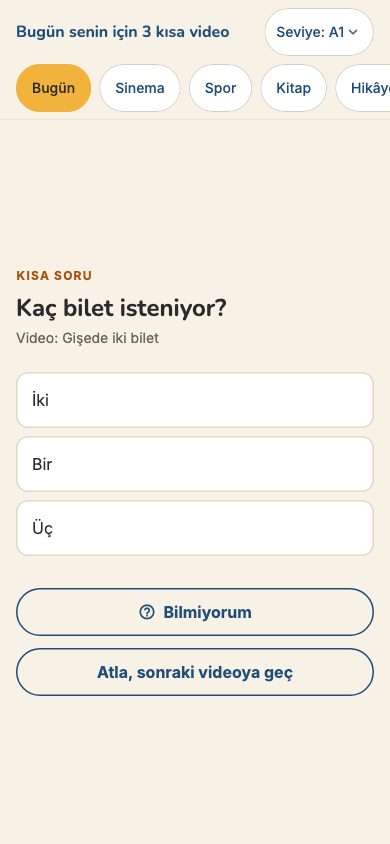 Bugün senin için 3 kısa video
Seviye: A1
Bugün
Sinema
Spor
Kitap
Hikâye
KISA SORU
Kaç bilet isteniyor?
Video: Gişede iki bilet
İki
Bir
Üç
Bilmiyorum
Atla, sonraki videoya geç